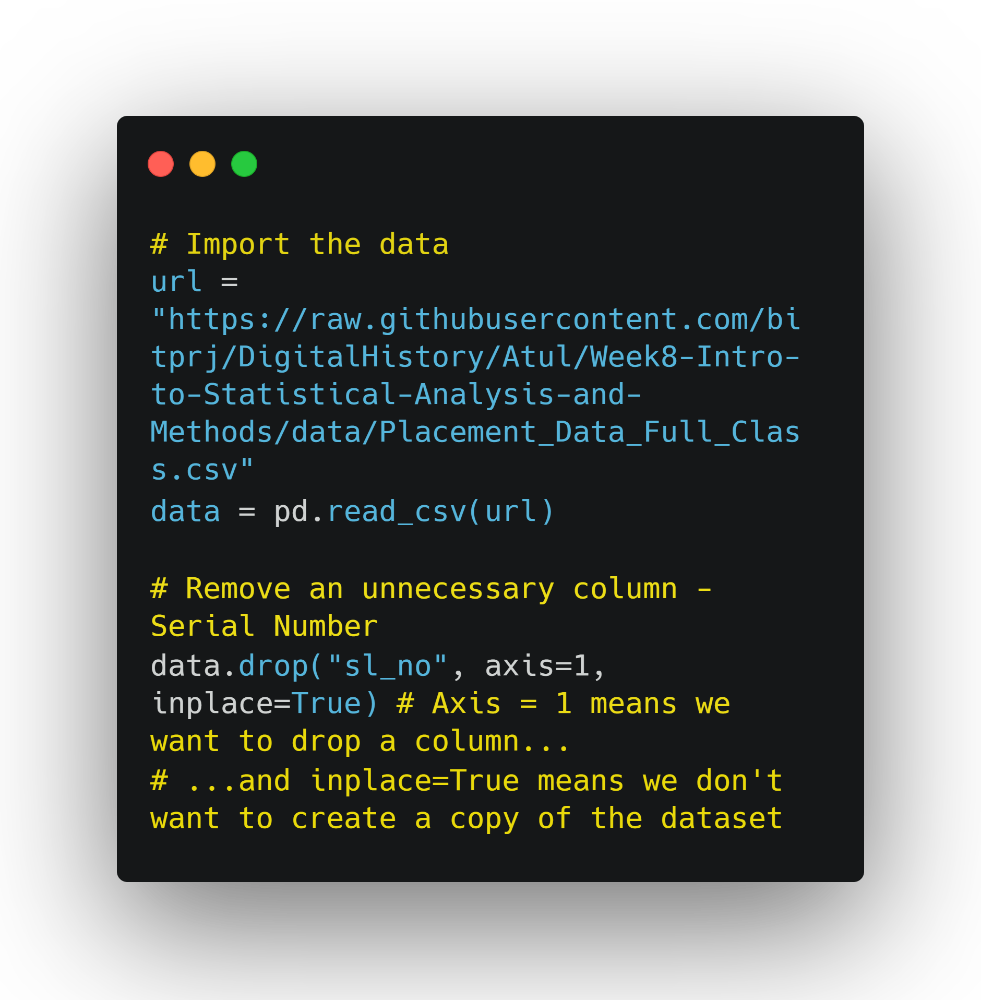 # Import the data
url =
"https://raw.githubusercontent.com/bi
tprj/DigitalHistory/Atul/Week8-Intro-
to-Statistical-Analysis-and-
Methods/data/Placement_Data_Full_Clas
s.csv"
data = pd.read_csv(url)
# Remove an unnecessary column -
Serial Number
data.drop("sl_no", axis=1,
inplace=True) # Axis = 1 means we
want to drop a column...
# ...and inplace=True means we don't
want to create a copy of the dataset